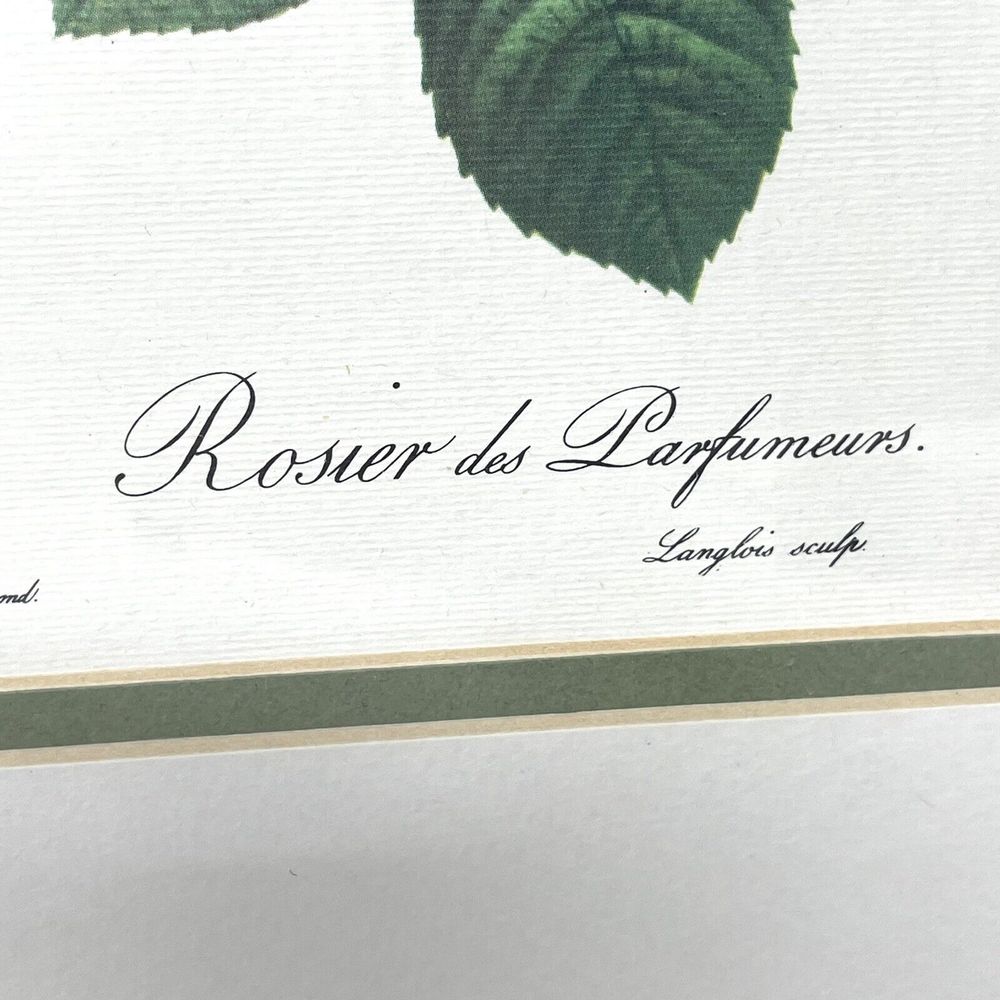 Rosier des Parfumeurs.
Langlois sculp.